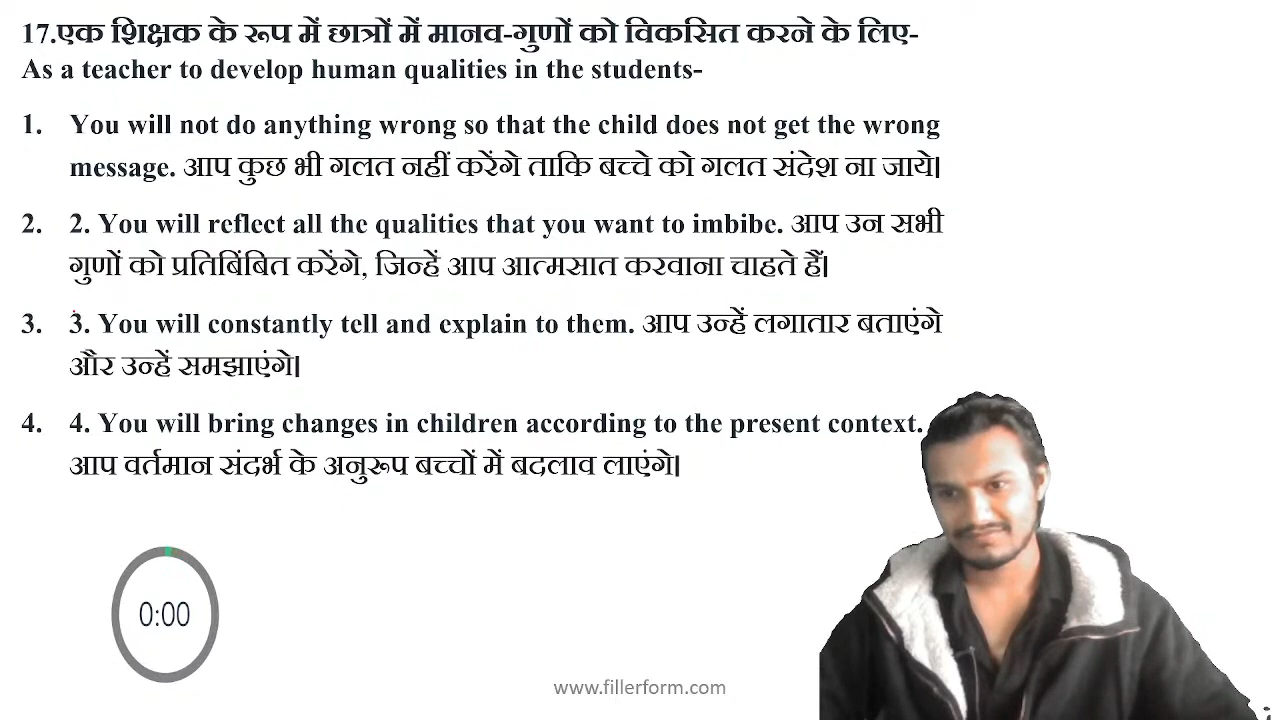 17.एक शिक्षक के रूप में छात्रों में मानव-गुणों को विकसित करने के लिए-
As a teacher to develop human qualities in the students-
1. You will not do anything wrong so that the child does not get the wrong
message. आप कुछ भी गलत नहीं करेंगे ताकि बच्चे को गलत संदेश ना जाये।
2. 2. You will reflect all the qualities that you want to imbibe. आप उन सभी
गुणों को प्रतिबिंबित करेंगे, जिन्हें आप आत्मसात करवाना चाहते हैं।
3. 3. You will constantly tell and explain to them. आप उन्हें लगातार बताएंगे
और उन्हें समझाएंगे।
4. 4. You will bring changes in children according to the present context.
आप वर्तमान संदर्भ के अनुरूप बच्चों में बदलाव लाएंगे।
0:00
www.fillerform.com